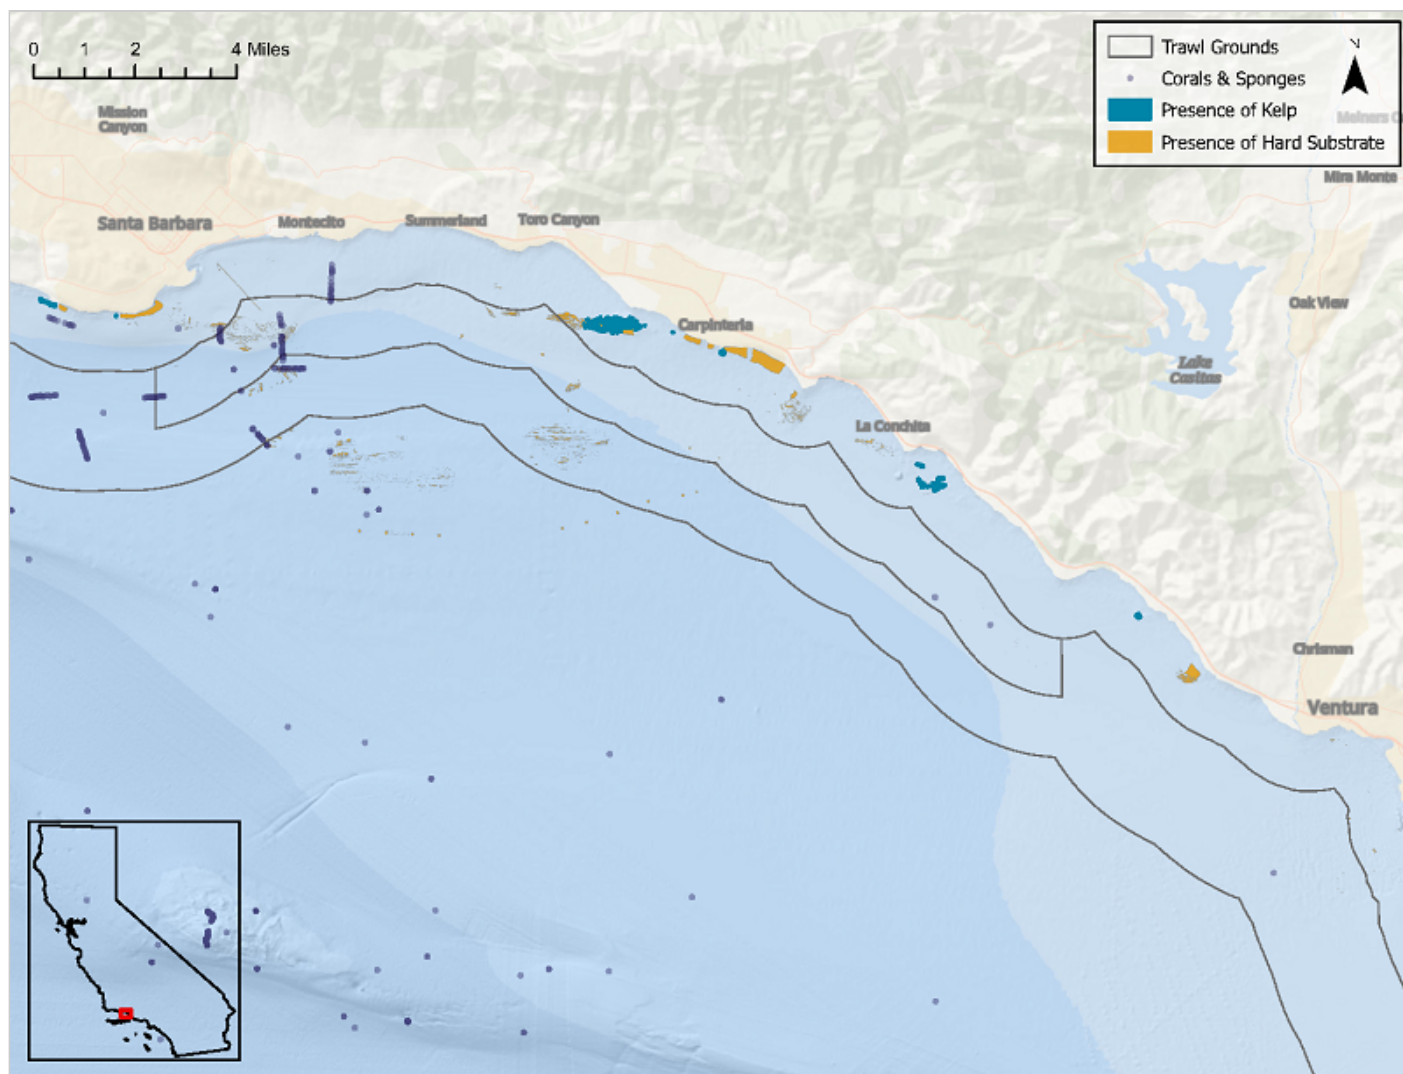 0 1 2 4 Miles
Trawl Grounds
Corals & Sponges
Presence of Kelp
Presence of Hard Substrate
N
Mission
Canyon
Mira Monte
Santa Barbara
Montecito
Summerland
Toro Canyon
Oak View
Carpinteria
Lake
Casitas
La Conchita
Chrisman
Ventura